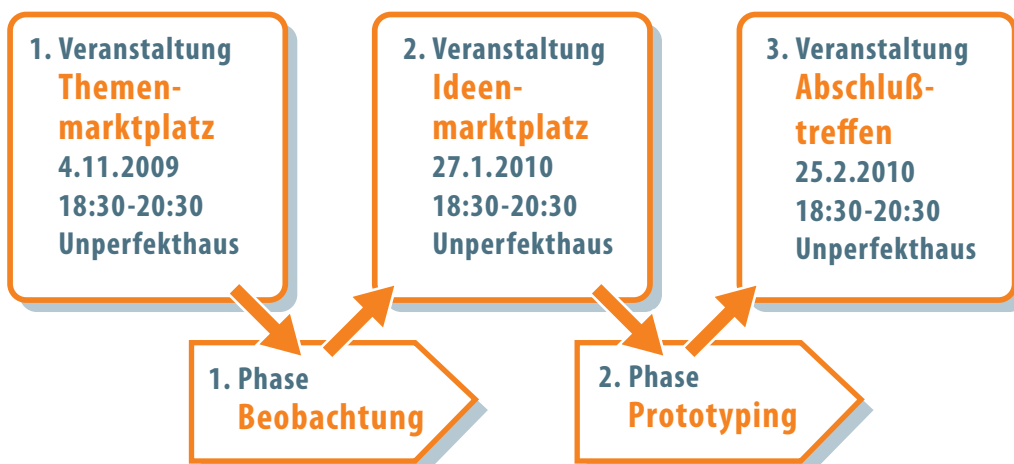 1. Veranstaltung
Themen-
marktplatz
4.11.2009
18:30-20:30
Unperfekthaus
1. Phase
Beobachtung
2. Veranstaltung
Ideen-
marktplatz
27.1.2010
18:30-20:30
Unperfekthaus
2. Phase
Prototyping
3. Veranstaltung
Abschluß-
treffen
25.2.2010
18:30-20:30
Unperfekthaus